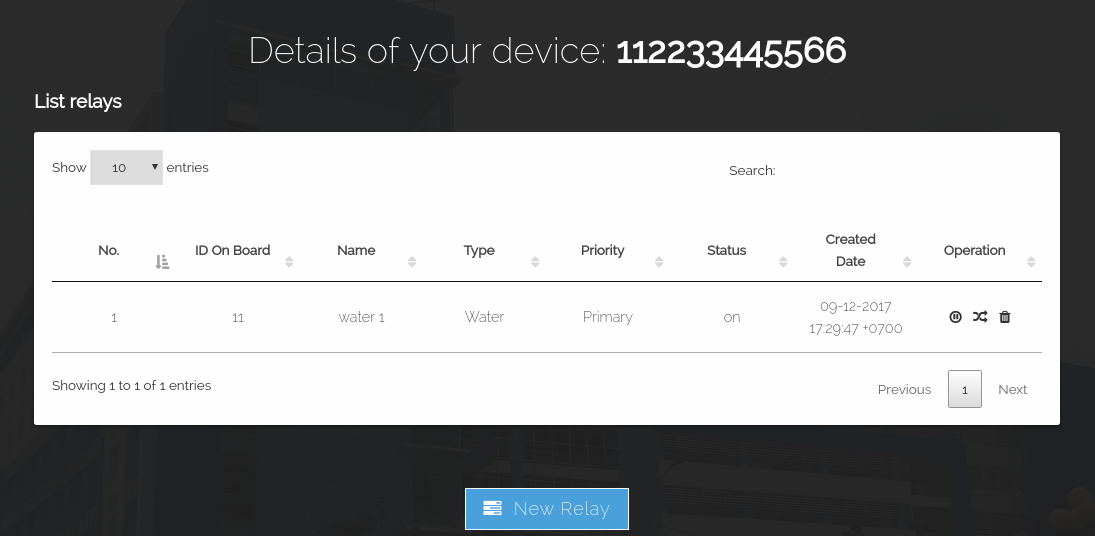 Details of your device: 112233445566
List relays
Show 10 entries
Search:
No. ID On Board Name Type Priority Status Created Date Operation
1 11 water 1 Water Primary on 09-12-2017 17:29:47 +0700
Showing 1 to 1 of 1 entries
Previous 1 Next
New Relay